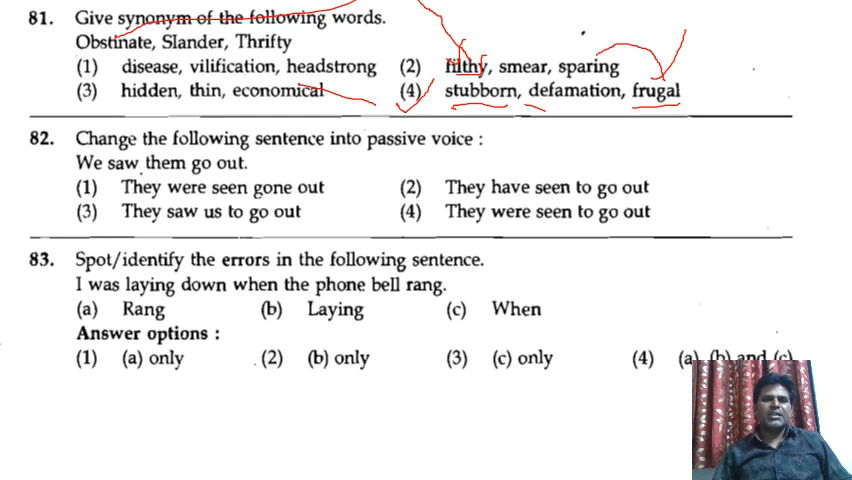 81. Give synonym of the following words.
Obstinate, Slander, Thrifty
(1) disease, vilification, headstrong (2) filthy, smear, sparing
(3) hidden, thin, economical (4) stubborn, defamation, frugal
82. Change the following sentence into passive voice :
We saw them go out.
(1) They were seen gone out (2) They have seen to go out
(3) They saw us to go out (4) They were seen to go out
83. Spot/identify the errors in the following sentence.
I was laying down when the phone bell rang.
(a) Rang (b) Laying (c) When
Answer options :
(1) (a) only (2) (b) only (3) (c) only (4) (a), (b) and (c)